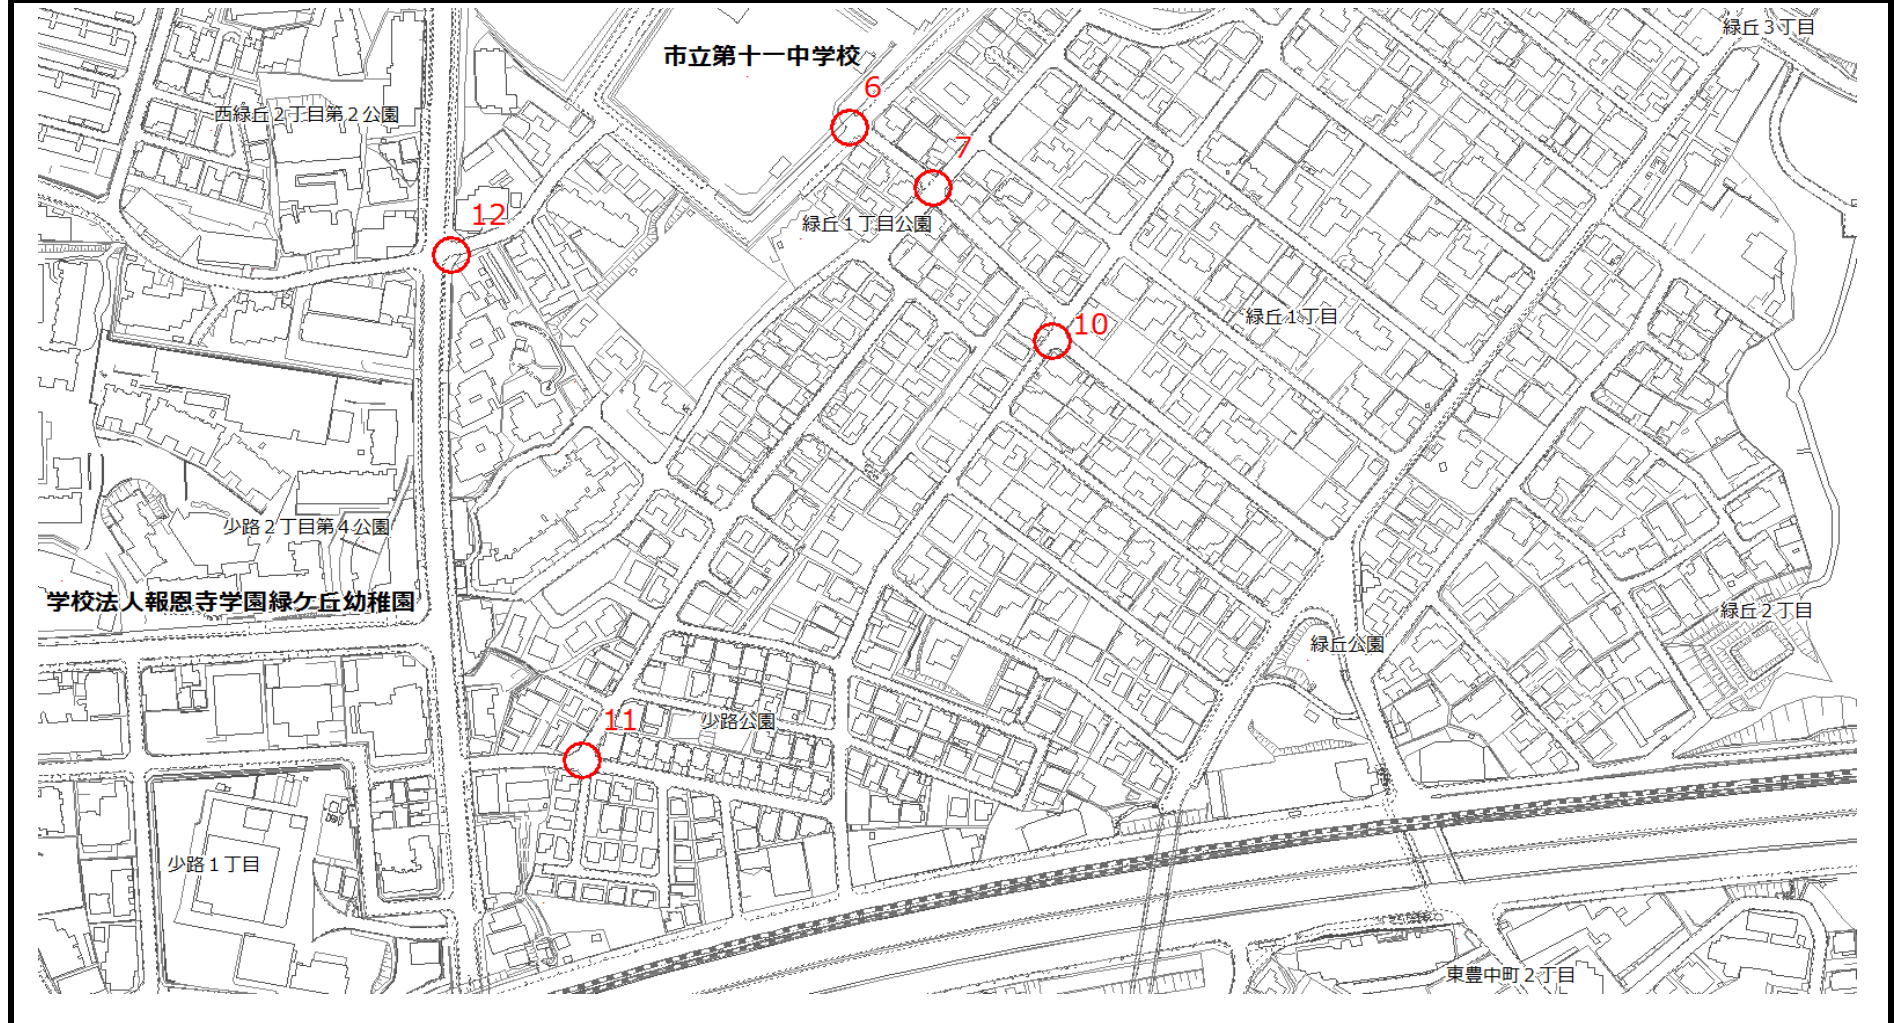 緑丘３丁目
市立第十一中学校
6
西緑丘２丁目第２公園
7
12
緑丘１丁目公園
緑丘１丁目
10
少路２丁目第４公園
学校法人報恩寺学園緑ケ丘幼稚園
緑丘２丁目
緑丘公園
11
少路公園
少路１丁目
東豊中町２丁目